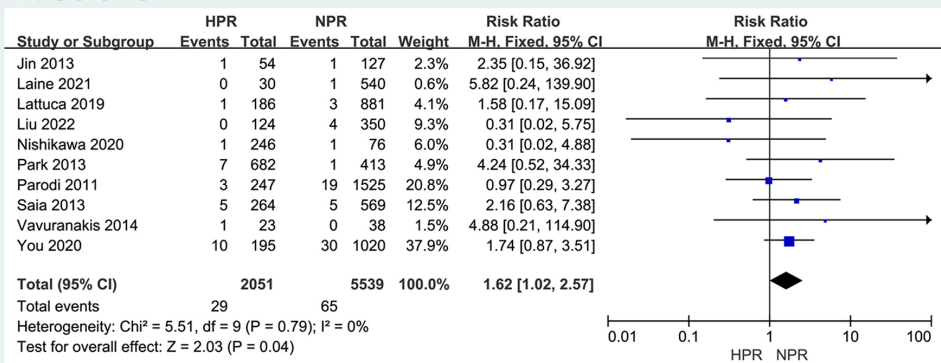 HPR NPR Risk Ratio Risk Ratio
Study or Subgroup Events Total Events Total Weight M-H, Fixed, 95% CI M-H, Fixed, 95% CI
Jin 2013 1 54 1 127 2.3% 2.35 [0.15, 36.92]
Laine 2021 0 30 1 540 0.6% 5.82 [0.24, 139.90]
Lattuca 2019 1 186 3 881 4.1% 1.58 [0.17, 15.09]
Liu 2022 0 124 4 350 9.3% 0.31 [0.02, 5.75]
Nishikawa 2020 1 246 1 76 6.0% 0.31 [0.02, 4.88]
Park 2013 7 682 1 413 4.9% 4.24 [0.52, 34.33]
Parodi 2011 3 247 19 1525 20.8% 0.97 [0.29, 3.27]
Saia 2013 5 264 5 569 12.5% 2.16 [0.63, 7.38]
Vavuranakis 2014 1 23 0 38 1.5% 4.88 [0.21, 114.90]
You 2020 10 195 30 1020 37.9% 1.74 [0.87, 3.51]
Total (95% CI) 2051 5539 100.0% 1.62 [1.02, 2.57]
Total events 29 65
Heterogeneity: Chi² = 5.51, df = 9 (P = 0.79); I² = 0%
Test for overall effect: Z = 2.03 (P = 0.04)
0.01 0.1 1 10 100
HPR NPR